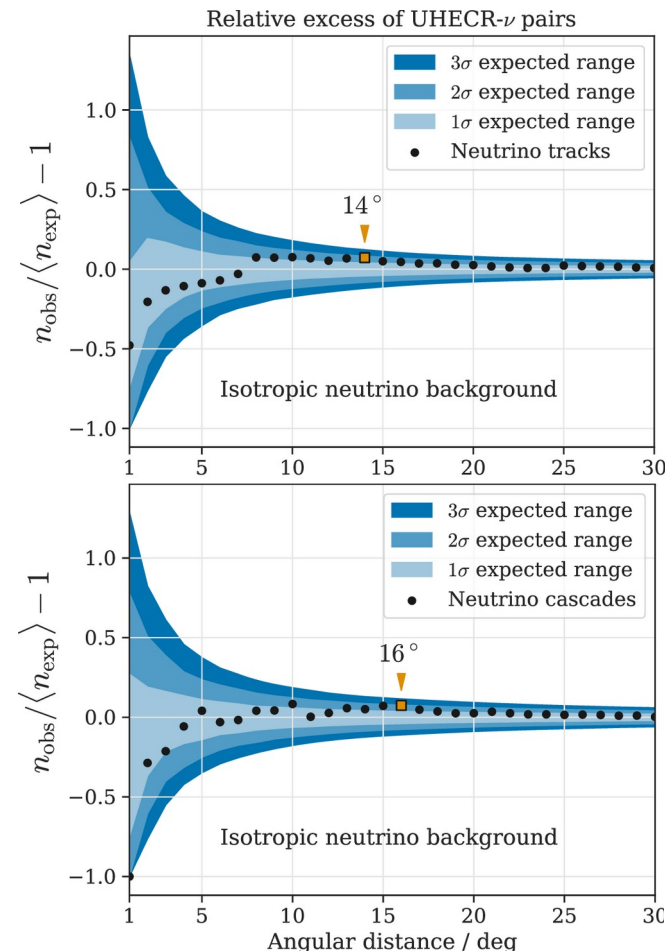 Relative excess of UHECR-ν pairs
3σ expected range
2σ expected range
1σ expected range
Neutrino tracks
14°
Isotropic neutrino background
n_obs/⟨n_exp⟩ − 1
1.0
0.5
0.0
−0.5
−1.0
1
5
10
15
20
25
30
3σ expected range
2σ expected range
1σ expected range
Neutrino cascades
16°
Isotropic neutrino background
n_obs/⟨n_exp⟩ − 1
1.0
0.5
0.0
−0.5
−1.0
1
5
10
15
20
25
30
Angular distance / deg